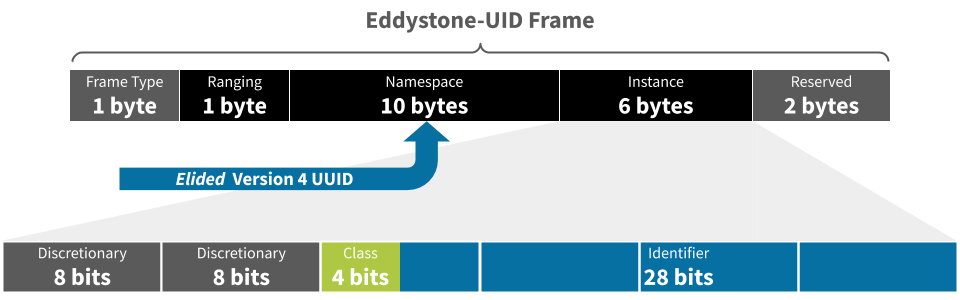 Eddystone-UID Frame
Frame Type
1 byte
Ranging
1 byte
Namespace
10 bytes
Instance
6 bytes
Reserved
2 bytes
Elided Version 4 UUID
Discretionary
8 bits
Discretionary
8 bits
Class
4 bits
Identifier
28 bits